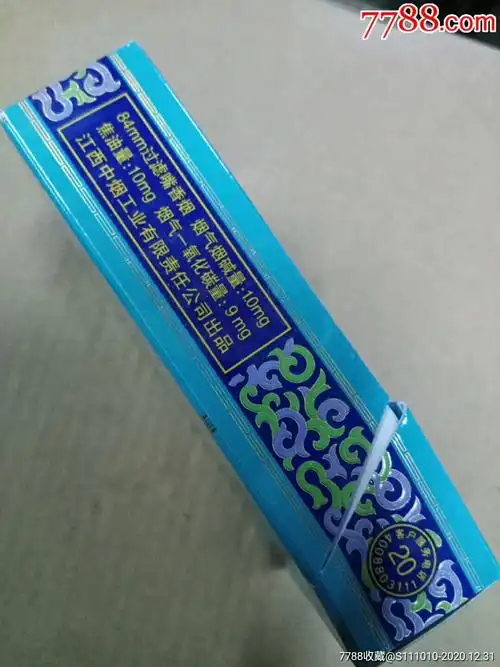 7788.com
84mm过滤嘴香烟 烟气烟碱量:1.0mg
焦油量:10mg 烟气一氧化碳量:9mg
江西中烟工业有限责任公司出品
客户服务电话
20
4008803111
7788收藏@S111010-2020.12.31